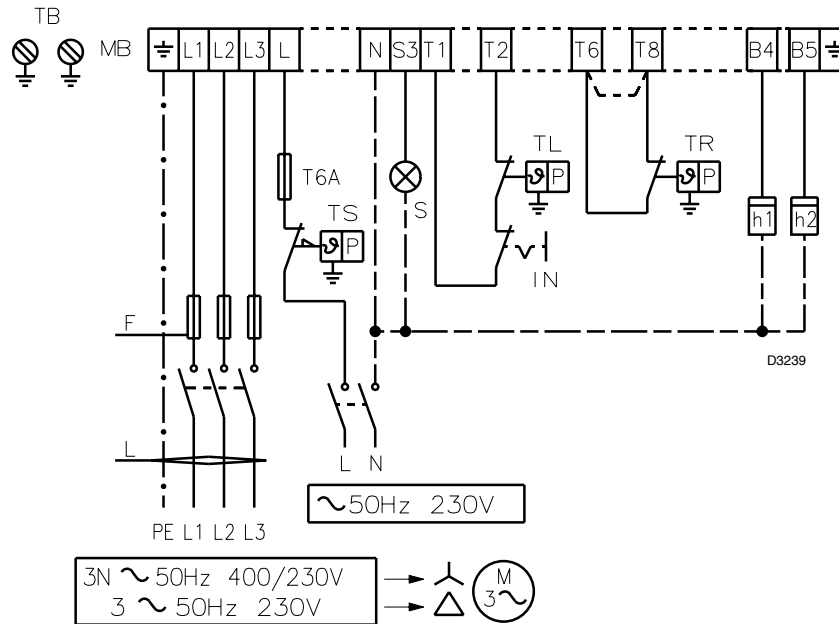 TB
MB L1 L2 L3 L N S3 T1 T2 T6 T8 B4 B5
T6A
TS
ϑ P
S
TL
ϑ P
IN
TR
ϑ P
h1 h2
F
D3239
L
L N
PE L1 L2 L3
∼ 50Hz 230V
3N ∼ 50Hz 400/230V
3 ∼ 50Hz 230V
M
3∼